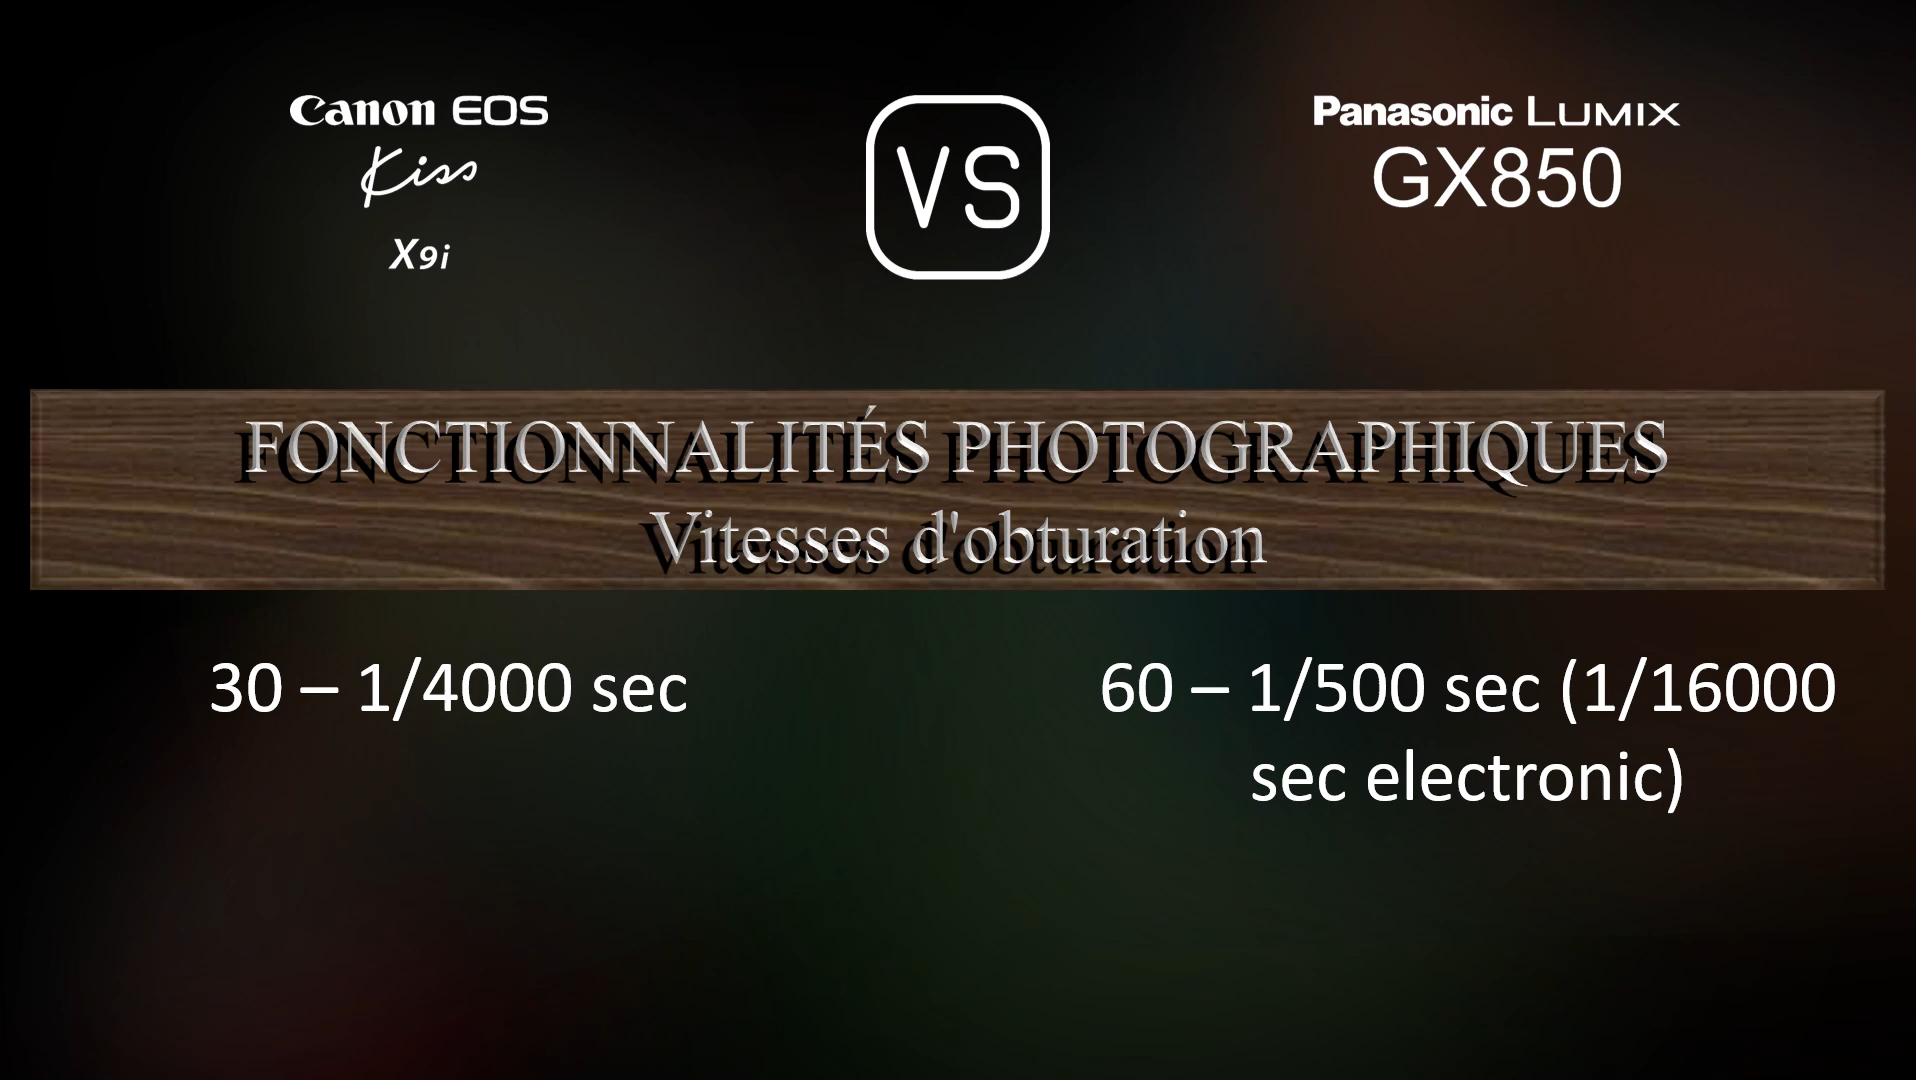 Canon EOS
Kiss
X9i
VS
Panasonic LUMIX
GX850
FONCTIONNALITÉS PHOTOGRAPHIQUES
Vitesses d'obturation
30 – 1/4000 sec
60 – 1/500 sec (1/16000
sec electronic)